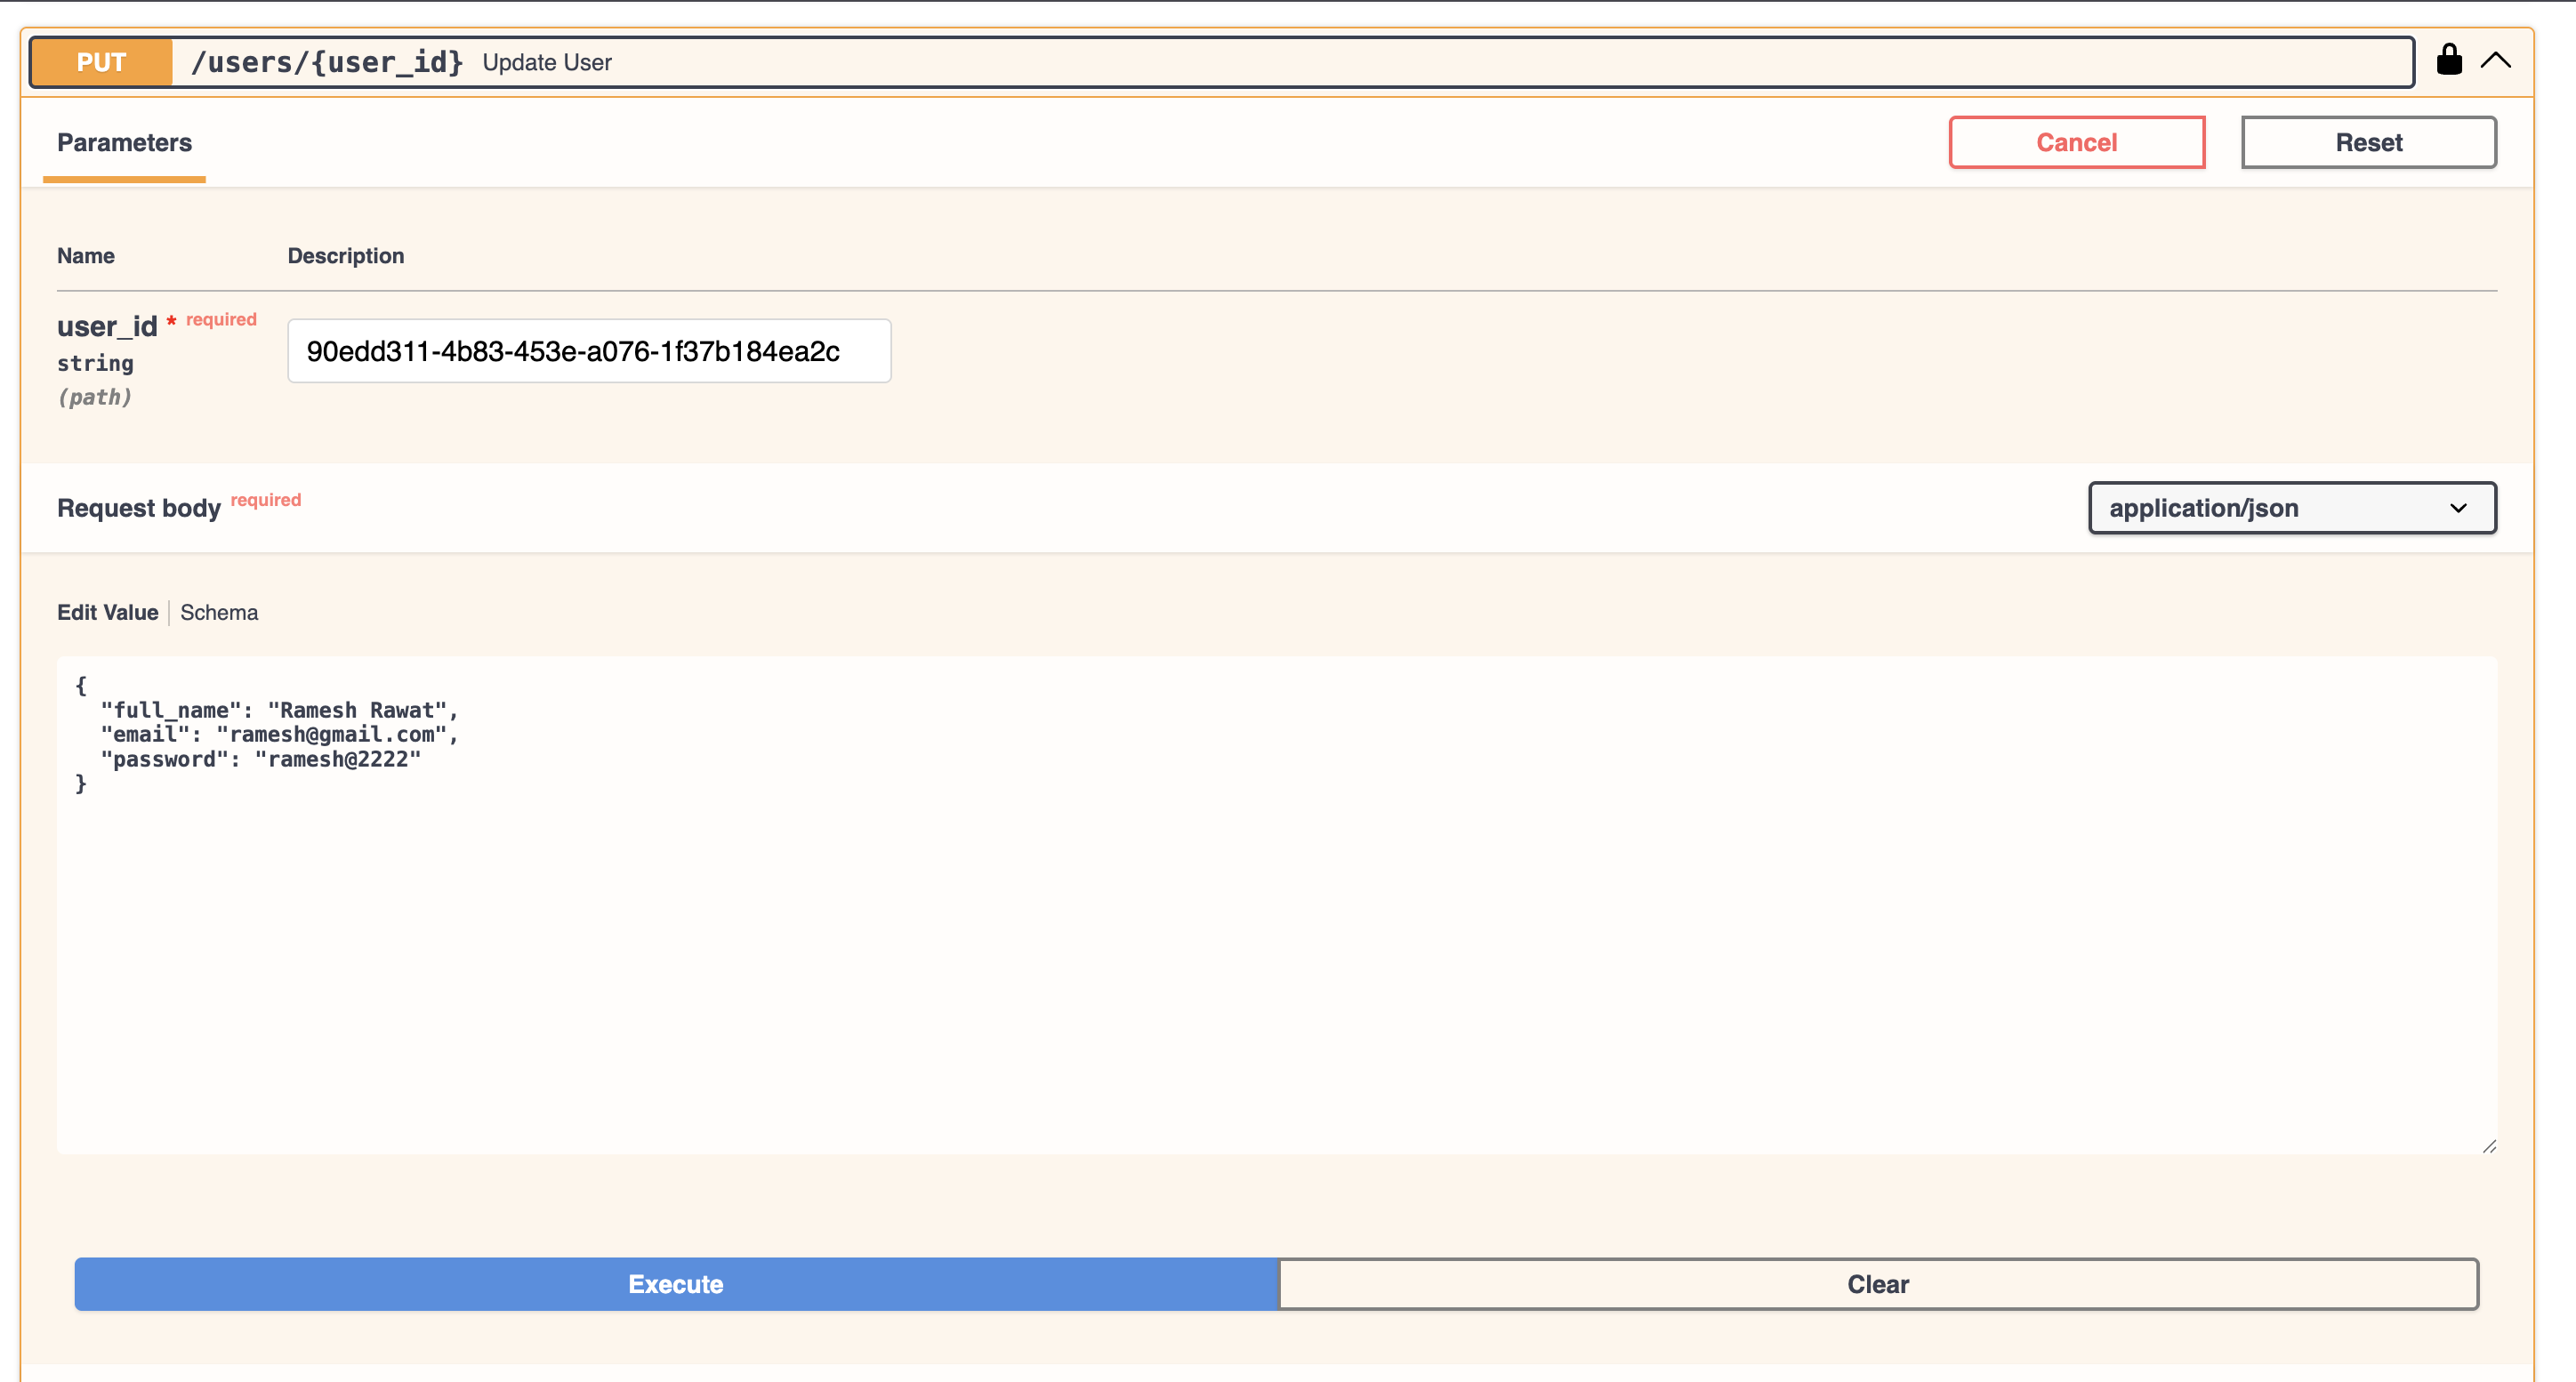 PUT /users/{user_id} Update User
Parameters
Cancel
Reset
Name Description
user_id * required
string
(path)
90edd311-4b83-453e-a076-1f37b184ea2c
Request body required
application/json
Edit Value Schema
{
  "full_name": "Ramesh Rawat",
  "email": "ramesh@gmail.com",
  "password": "ramesh@2222"
}
Execute
Clear